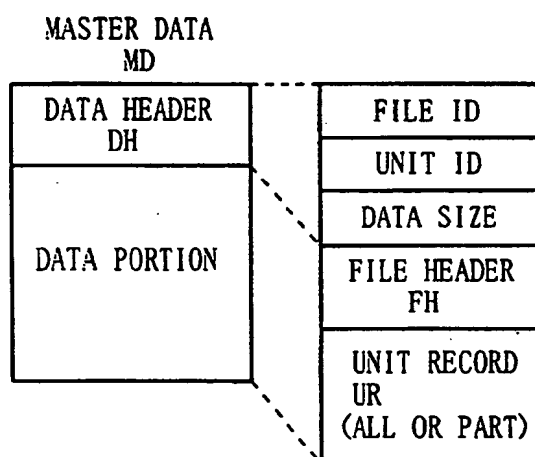 MASTER DATA
MD
DATA HEADER
DH
DATA PORTION
FILE ID
UNIT ID
DATA SIZE
FILE HEADER
FH
UNIT RECORD
UR
(ALL OR PART)